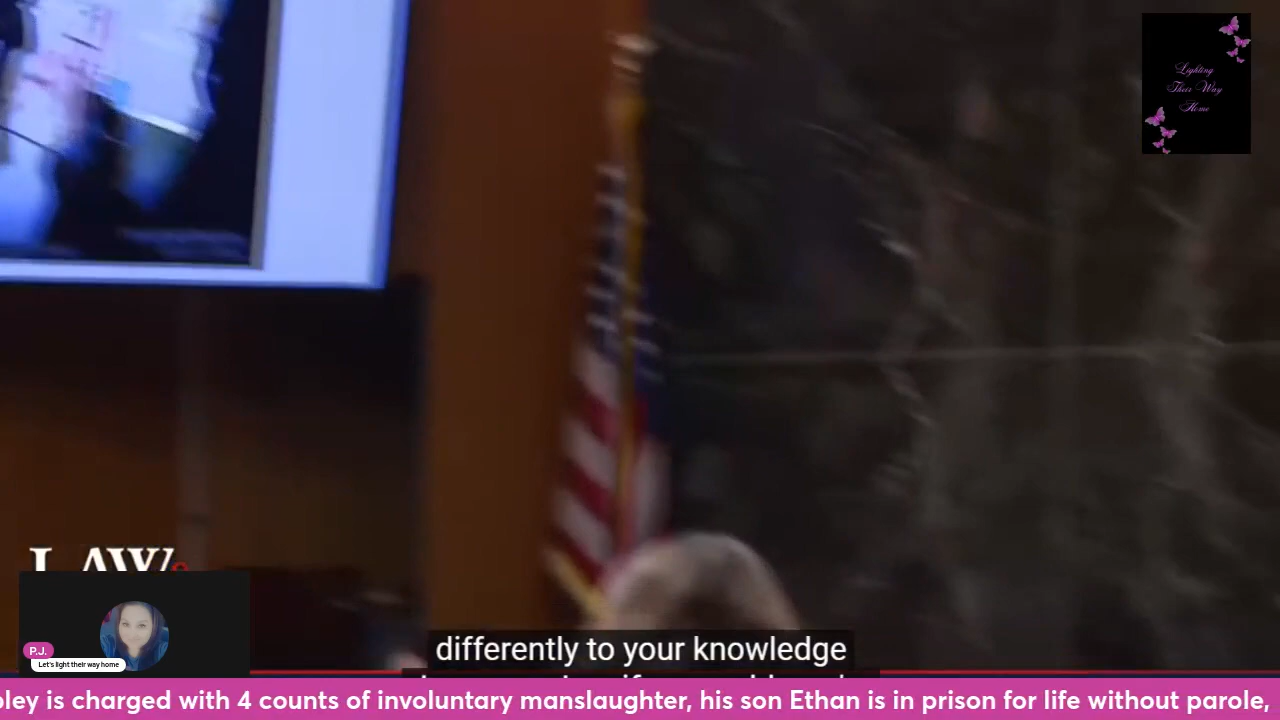 Lighting
Their Way
Home
LAW
P.J.
Let's light their way home
differently to your knowledge
bley is charged with 4 counts of involuntary manslaughter, his son Ethan is in prison for life without parole,